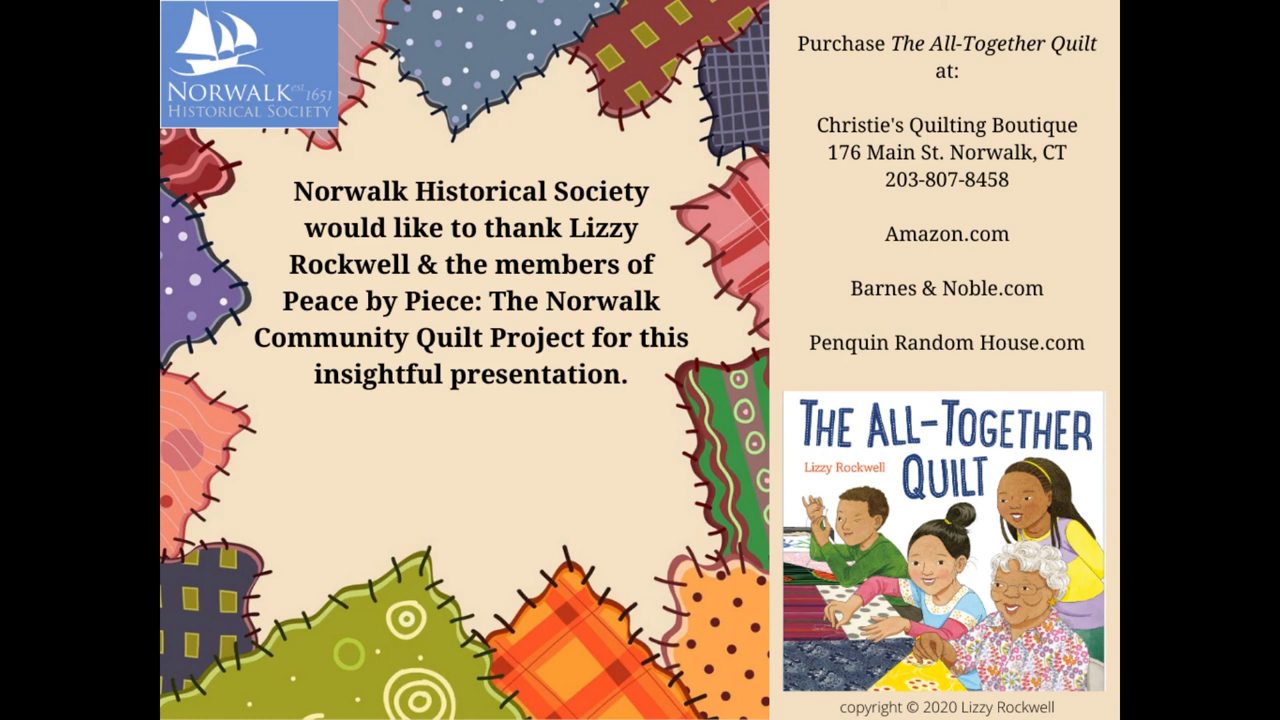 NORWALK est. 1651
HISTORICAL SOCIETY
Norwalk Historical Society
would like to thank Lizzy
Rockwell & the members of
Peace by Piece: The Norwalk
Community Quilt Project for this
insightful presentation.
Purchase The All-Together Quilt
at:
Christie's Quilting Boutique
176 Main St. Norwalk, CT
203-807-8458
Amazon.com
Barnes & Noble.com
Penquin Random House.com
THE ALL-TOGETHER
Lizzy Rockwell
QUILT
copyright © 2020 Lizzy Rockwell